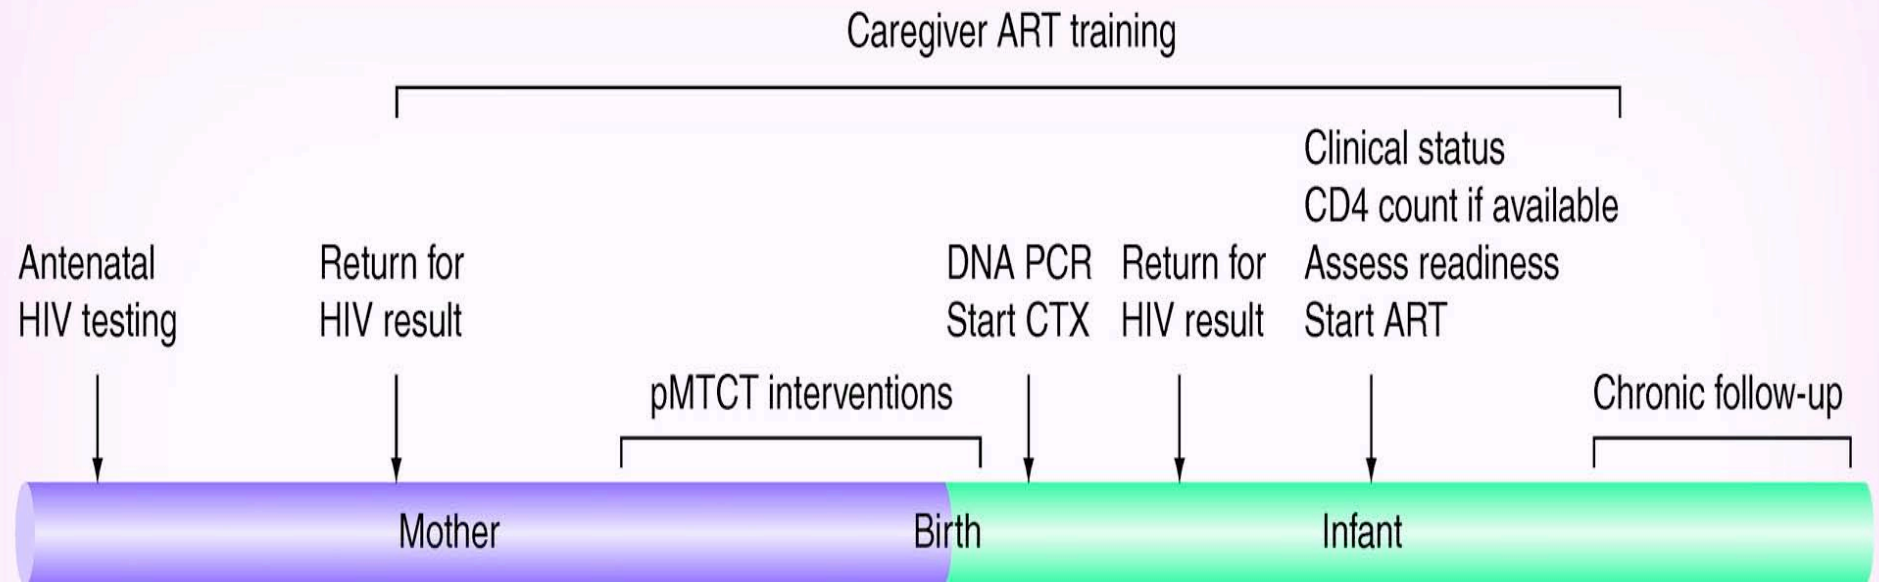 Caregiver ART training
Clinical status
CD4 count if available
Antenatal
HIV testing
Return for
HIV result
DNA PCR
Start CTX
Return for
HIV result
Assess readiness
Start ART
pMTCT interventions
Chronic follow-up
Mother
Birth
Infant